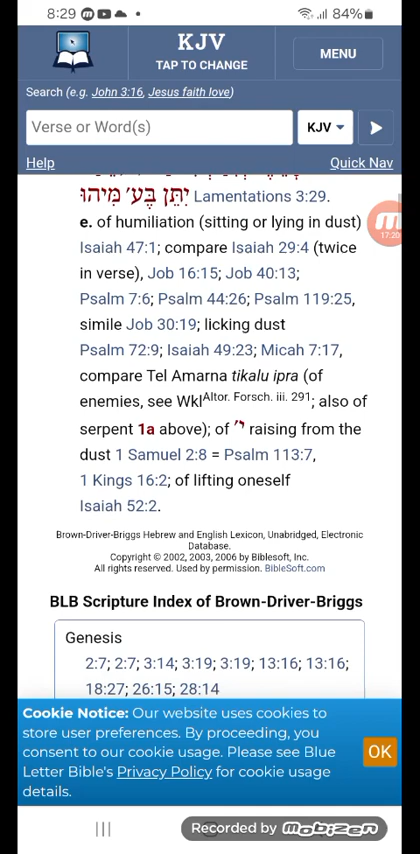 8:29
84%
KJV
TAP TO CHANGE
MENU
Search (e.g. John 3:16, Jesus faith love)
Verse or Word(s)
KJV
Help
Quick Nav
יִתֵּן בֶּע׳ מִּיהוּ Lamentations 3:29.
e. of humiliation (sitting or lying in dust)
Isaiah 47:1; compare Isaiah 29:4 (twice
in verse), Job 16:15; Job 40:13;
Psalm 7:6; Psalm 44:26; Psalm 119:25,
simile Job 30:19; licking dust
Psalm 72:9; Isaiah 49:23; Micah 7:17,
compare Tel Amarna tikalu ipra (of
enemies, see WklAltor. Forsch. iii. 291; also of
serpent 1a above); of י׳ raising from the
dust 1 Samuel 2:8 = Psalm 113:7,
1 Kings 16:2; of lifting oneself
Isaiah 52:2.
17:20
Brown-Driver-Briggs Hebrew and English Lexicon, Unabridged, Electronic
Database.
Copyright © 2002, 2003, 2006 by Biblesoft, Inc.
All rights reserved. Used by permission. BibleSoft.com
BLB Scripture Index of Brown-Driver-Briggs
Genesis
2:7; 2:7; 3:14; 3:19; 3:19; 13:16; 13:16;
18:27; 26:15; 28:14
Cookie Notice: Our website uses cookies to
store user preferences. By proceeding, you
consent to our cookie usage. Please see Blue
Letter Bible's Privacy Policy for cookie usage
details.
OK
Recorded by mobizen